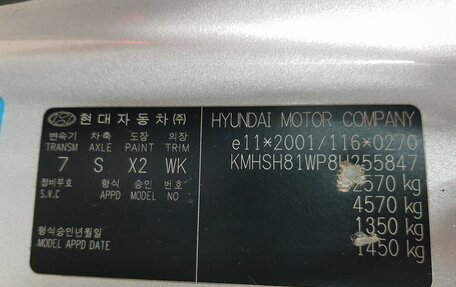 현대자동차(주)
변속기 차축 도장 의장
TRANSM AXLE PAINT TRIM
7 S X2 WK
정비부호 형식 승인 번호
S.V.C APPD MODEL NO
형식승인년월일
MODEL APPD DATE
HYUNDAI MOTOR COMPANY
e11*2001/116*0270
KMHSH81WP8U255847
2570 kg
4570 kg
1350 kg
1450 kg